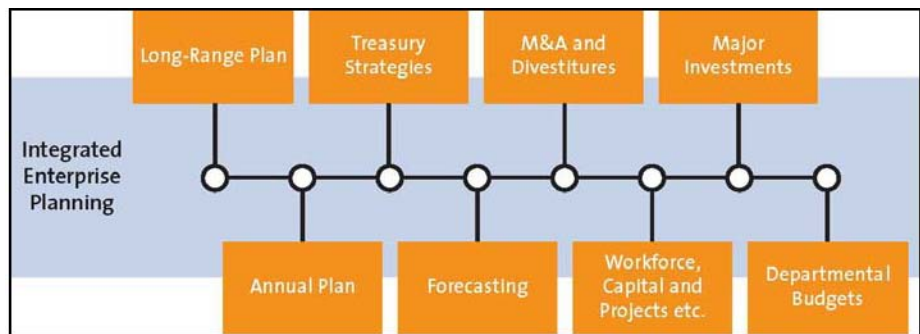 Long-Range Plan
Treasury
Strategies
M&A and
Divestitures
Major
Investments
Integrated
Enterprise
Planning
Annual Plan
Forecasting
Workforce,
Capital and
Projects etc.
Departmental
Budgets